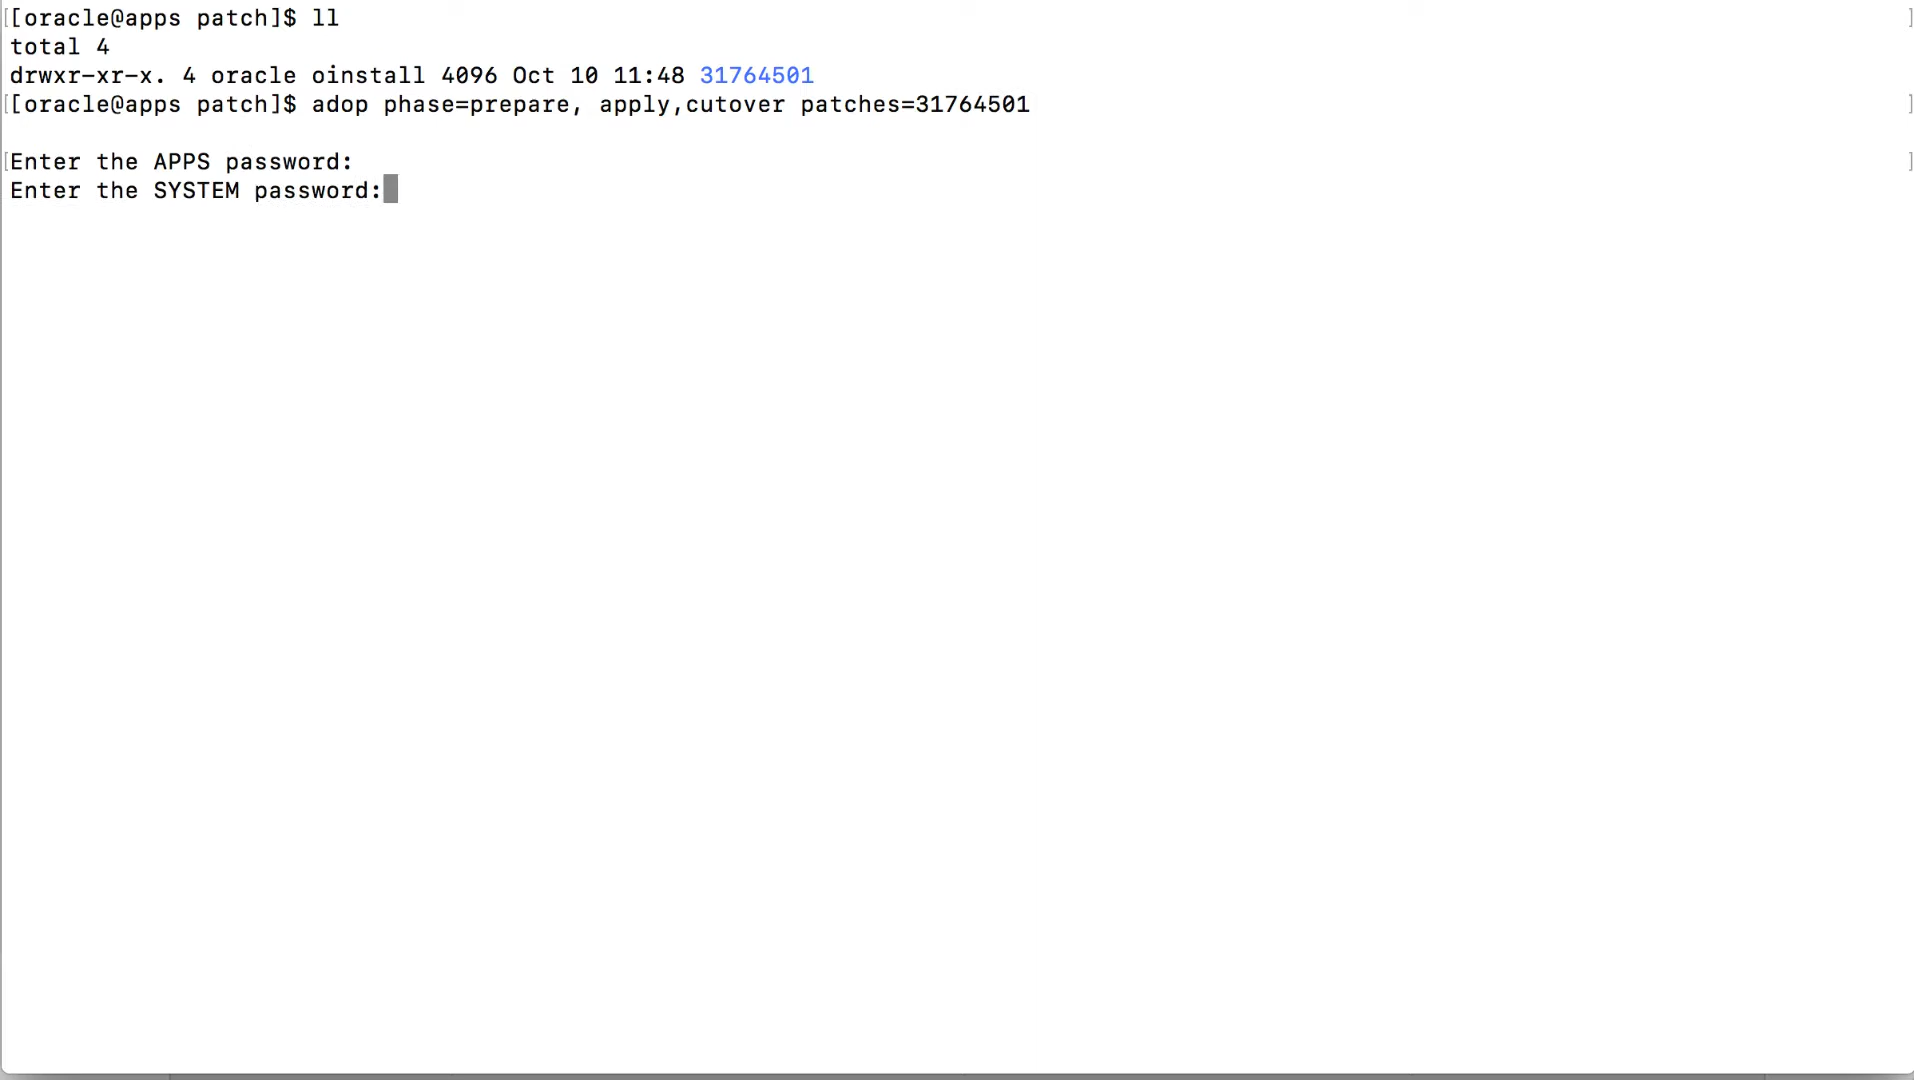 [[oracle@apps patch]$ ll ]
total 4
drwxr-xr-x. 4 oracle oinstall 4096 Oct 10 11:48 31764501
[[oracle@apps patch]$ adop phase=prepare, apply,cutover patches=31764501 ]
[Enter the APPS password: ]
Enter the SYSTEM password: